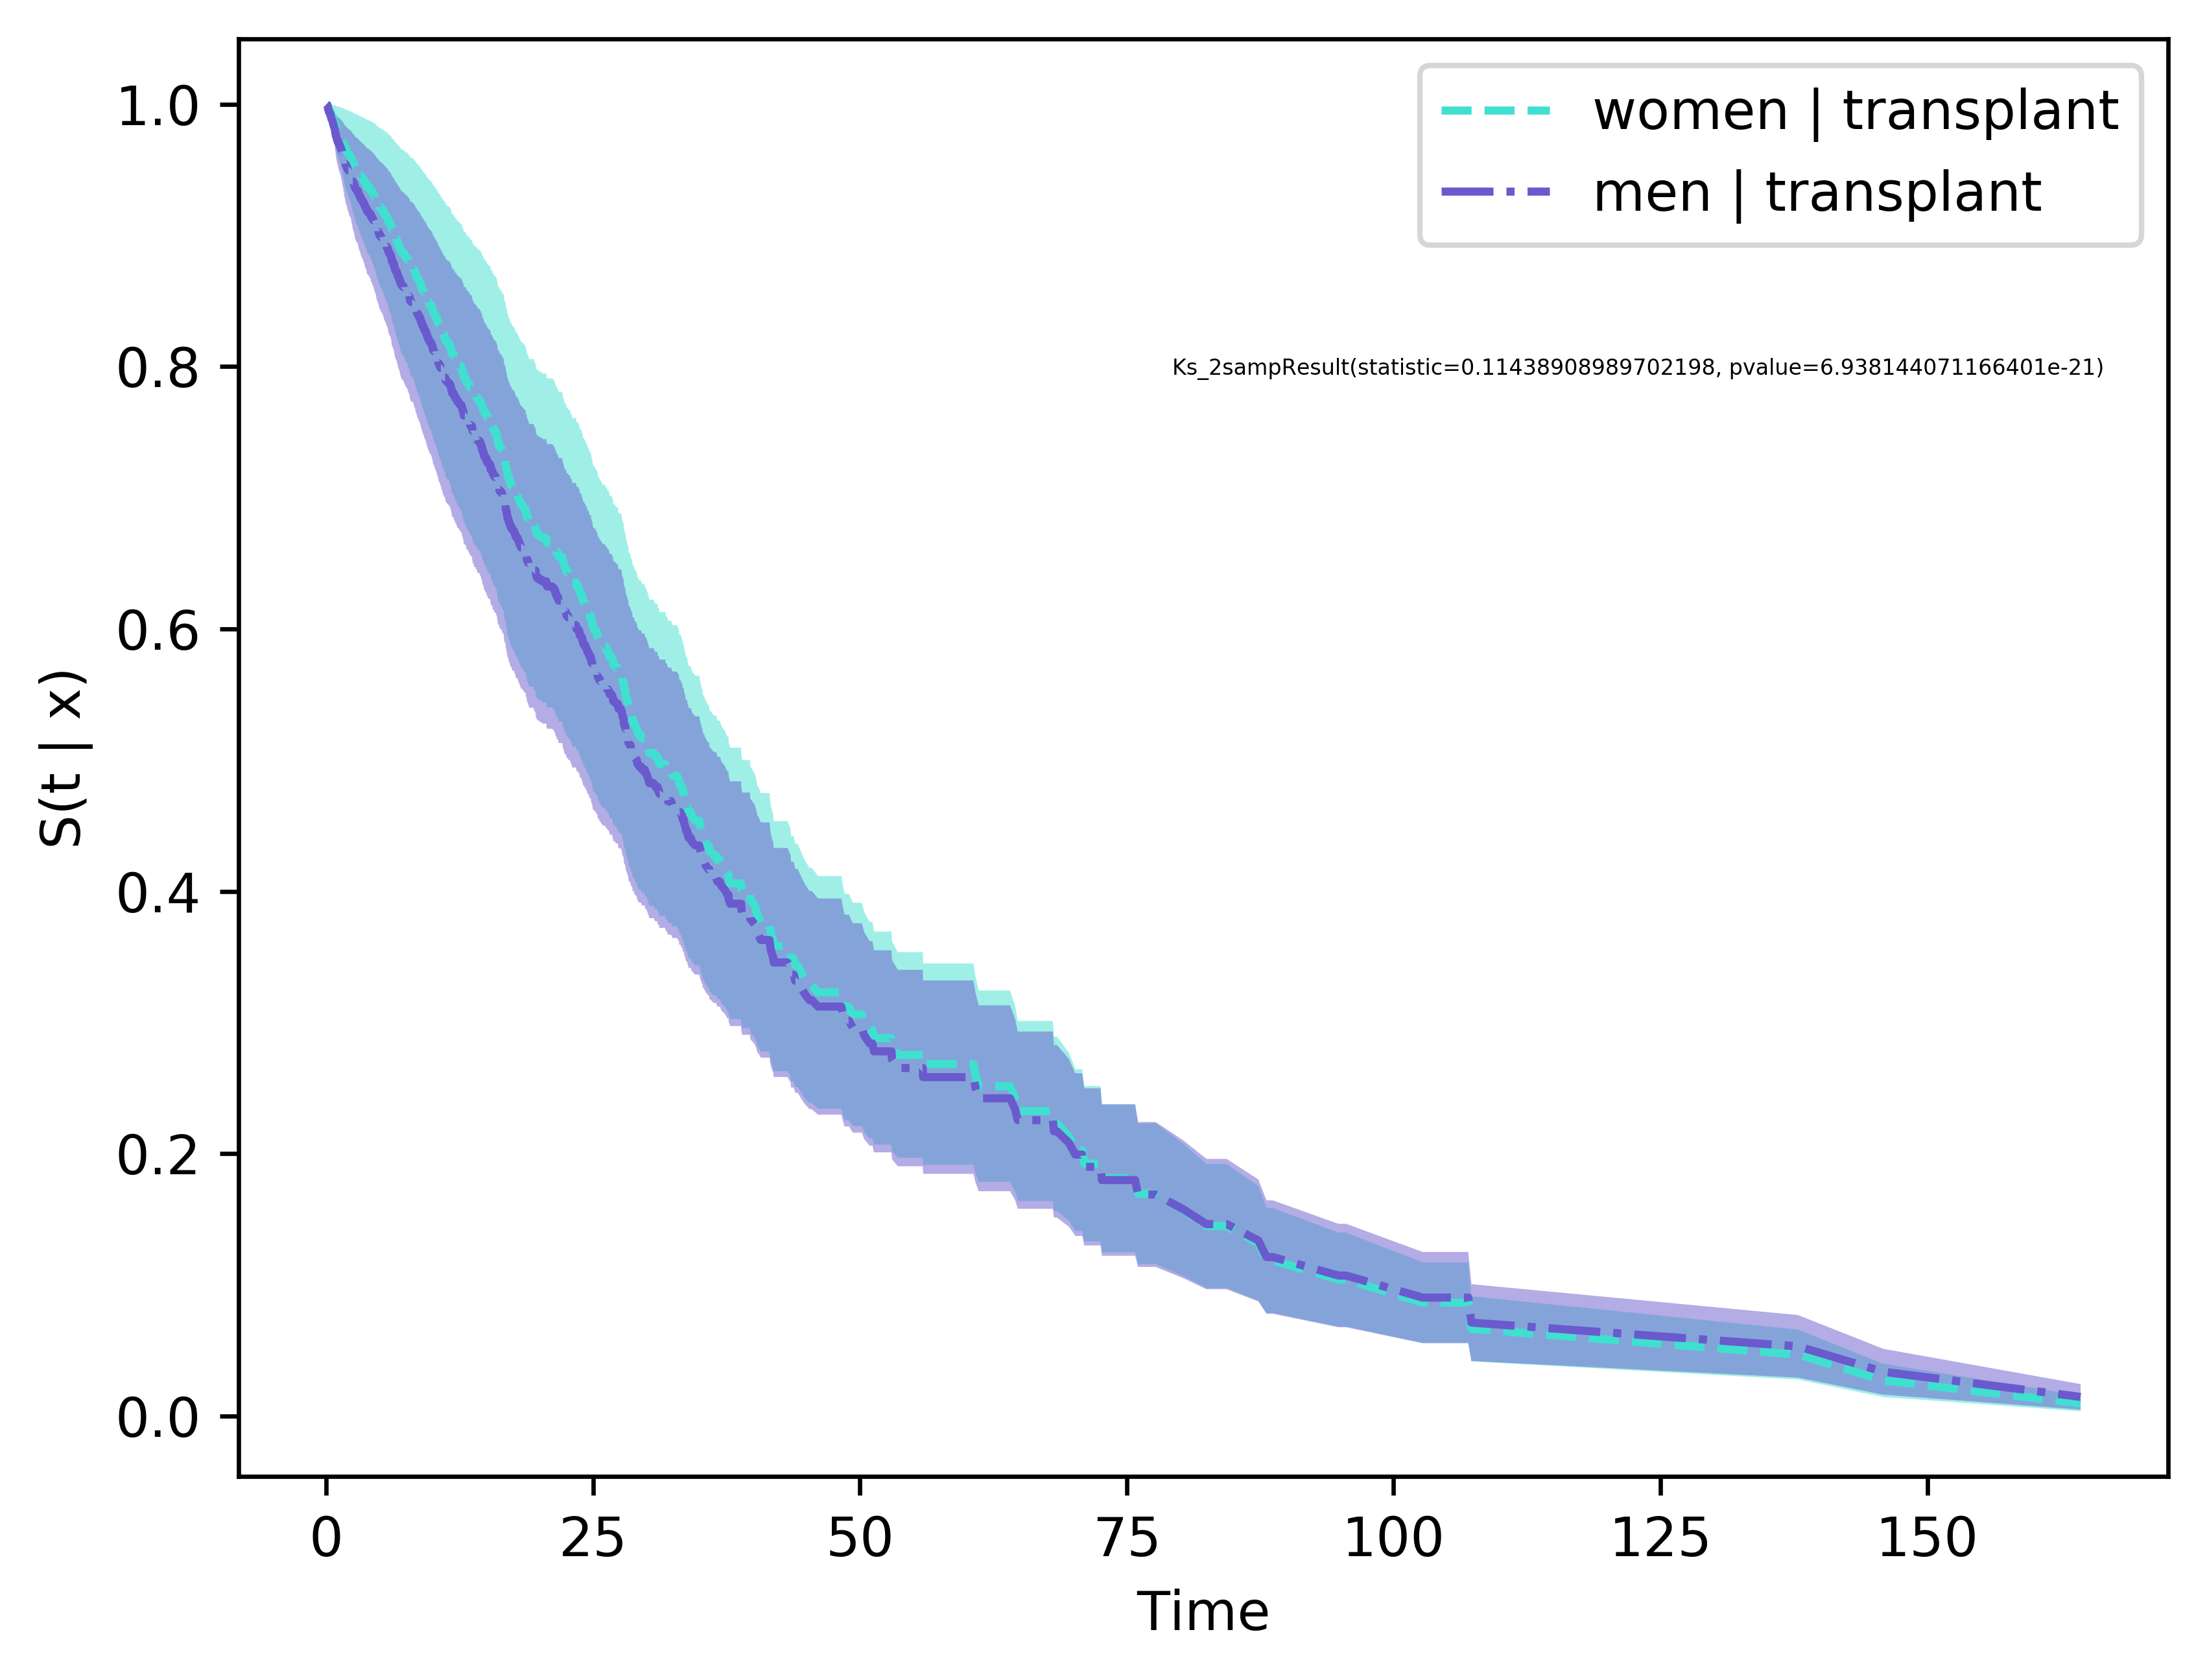 women | transplant
men | transplant
Ks_2sampResult(statistic=0.11438908989702198, pvalue=6.938144071166401e-21)
S(t | x)
1.0
0.8
0.6
0.4
0.2
0.0
0 25 50 75 100 125 150
Time